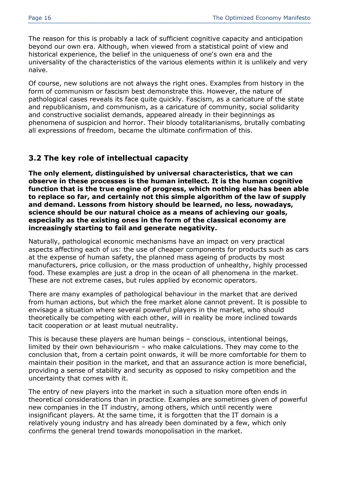 Page 16
The Optimized Economy Manifesto
The reason for this is probably a lack of sufficient cognitive capacity and anticipation
beyond our own era. Although, when viewed from a statistical point of view and
historical experience, the belief in the uniqueness of one's own era and the
universality of the characteristics of the various elements within it is unlikely and very
naive.
Of course, new solutions are not always the right ones. Examples from history in the
form of communism or fascism best demonstrate this. However, the nature of
pathological cases reveals its face quite quickly. Fascism, as a caricature of the state
and republicanism, and communism, as a caricature of community, social solidarity
and constructive socialist demands, appeared already in their beginnings as
phenomena of suspicion and horror. Their bloody totalitarianisms, brutally combating
all expressions of freedom, became the ultimate confirmation of this.
3.2 The key role of intellectual capacity
The only element, distinguished by universal characteristics, that we can
observe in these processes is the human intellect. It is the human cognitive
function that is the true engine of progress, which nothing else has been able
to replace so far, and certainly not this simple algorithm of the law of supply
and demand. Lessons from history should be learned, no less, nowadays,
science should be our natural choice as a means of achieving our goals,
especially as the existing ones in the form of the classical economy are
increasingly starting to fail and generate negativity.
Naturally, pathological economic mechanisms have an impact on very practical
aspects affecting each of us: the use of cheaper components for products such as cars
at the expense of human safety, the planned mass ageing of products by most
manufacturers, price collusion, or the mass production of unhealthy, highly processed
food. These examples are just a drop in the ocean of all phenomena in the market.
These are not extreme cases, but rules applied by economic operators.
There are many examples of pathological behaviour in the market that are derived
from human actions, but which the free market alone cannot prevent. It is possible to
envisage a situation where several powerful players in the market, who should
theoretically be competing with each other, will in reality be more inclined towards
tacit cooperation or at least mutual neutrality.
This is because these players are human beings – conscious, intentional beings,
limited by their own behaviourism – who make calculations. They may come to the
conclusion that, from a certain point onwards, it will be more comfortable for them to
maintain their position in the market, and that an assurance action is more beneficial,
providing a sense of stability and security as opposed to risky competition and the
uncertainty that comes with it.
The entry of new players into the market in such a situation more often ends in
theoretical considerations than in practice. Examples are sometimes given of powerful
new companies in the IT industry, among others, which until recently were
insignificant players. At the same time, it is forgotten that the IT domain is a
relatively young industry and has already been dominated by a few, which only
confirms the general trend towards monopolisation in the market.